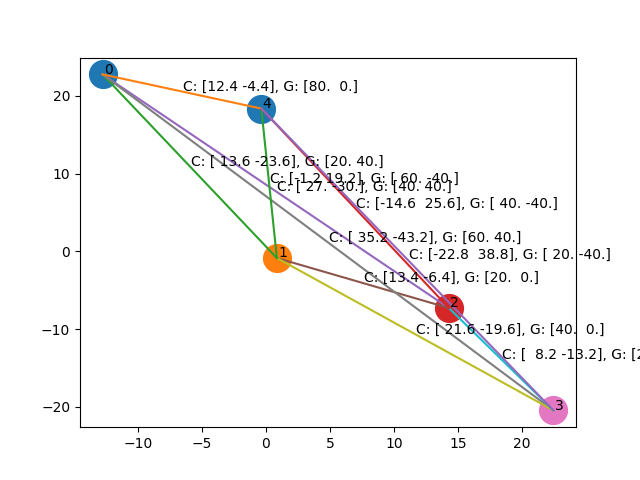 0
4
C: [12.4 -4.4], G: [80.  0.]
C: [ 13.6 -23.6], G: [20. 40.]
C: [-1.2 19.2], G: [ 60. -40.]
C: [ 27. -30.], G: [40. 40.]
C: [-14.6  25.6], G: [ 40. -40.]
C: [ 35.2 -43.2], G: [60. 40.]
1
C: [-22.8  38.8], G: [ 20. -40.]
C: [13.4 -6.4], G: [20.  0.]
2
C: [ 21.6 -19.6], G: [40.  0.]
C: [  8.2 -13.2], G: [2
3
20
10
0
−10
−20
−10 −5 0 5 10 15 20